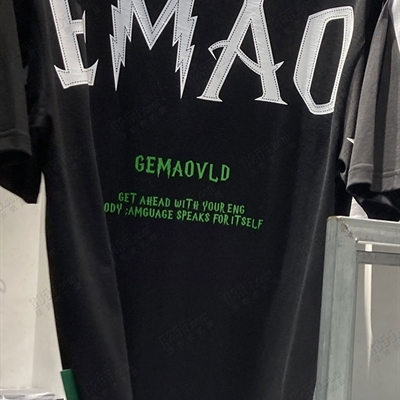 EMAO
GEMAOVLD
GET AHEAD WITH YOUR ENG
ODY :AMGUAGE SPEAKS FOR ITSELF